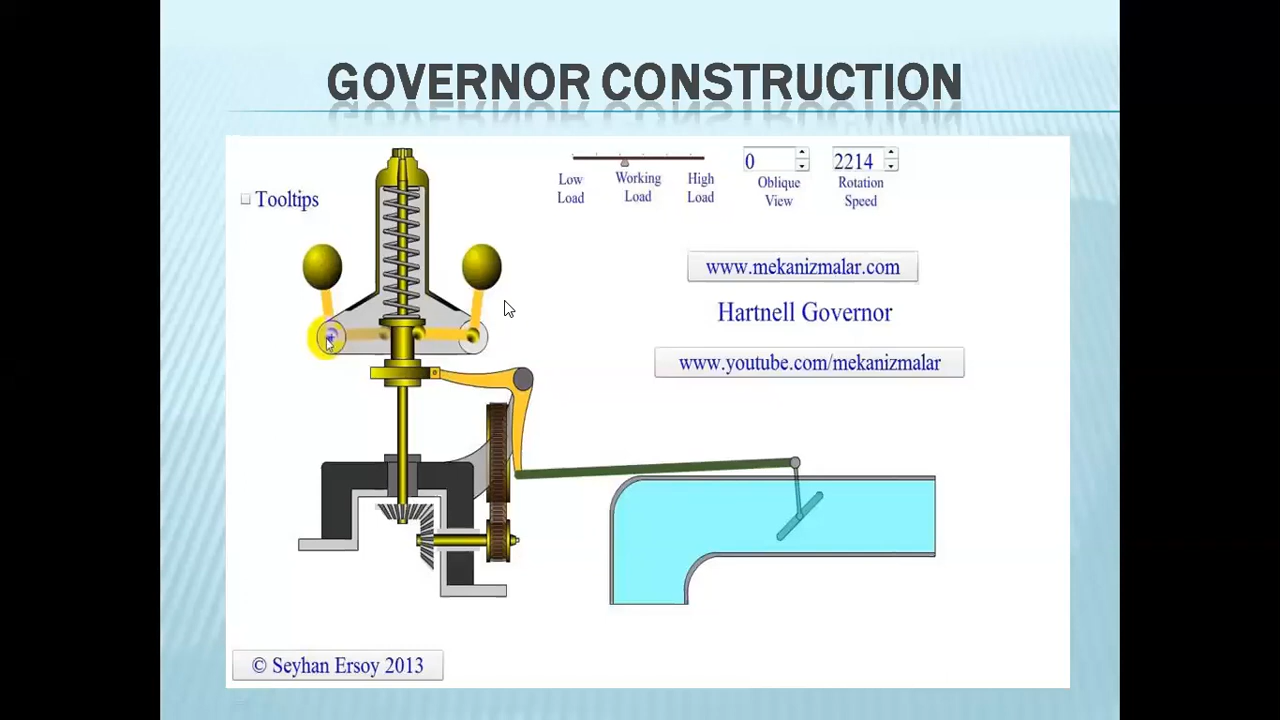 GOVERNOR CONSTRUCTION
Tooltips
Low
Load
Working
Load
High
Load
0
Oblique
View
2214
Rotation
Speed
www.mekanizmalar.com
Hartnell Governor
www.youtube.com/mekanizmalar
© Seyhan Ersoy 2013